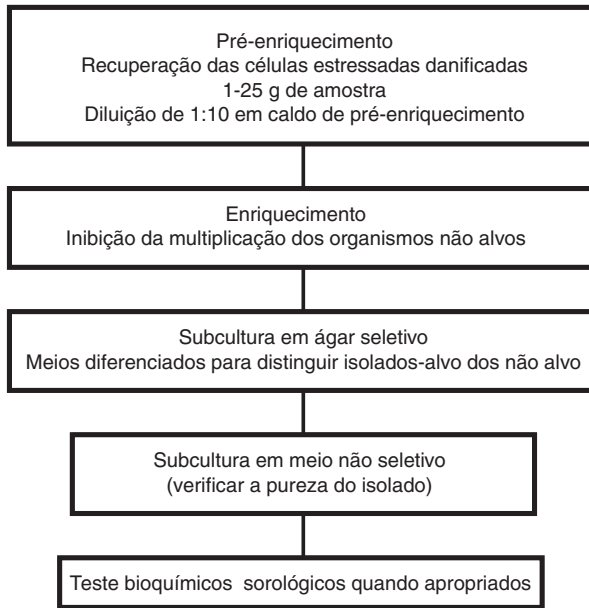 Pré-enriquecimento
Recuperação das células estressadas danificadas
1-25 g de amostra
Diluição de 1:10 em caldo de pré-enriquecimento
Enriquecimento
Inibição da multiplicação dos organismos não alvos
Subcultura em ágar seletivo
Meios diferenciados para distinguir isolados-alvo dos não alvo
Subcultura em meio não seletivo
(verificar a pureza do isolado)
Teste bioquímicos sorológicos quando apropriados